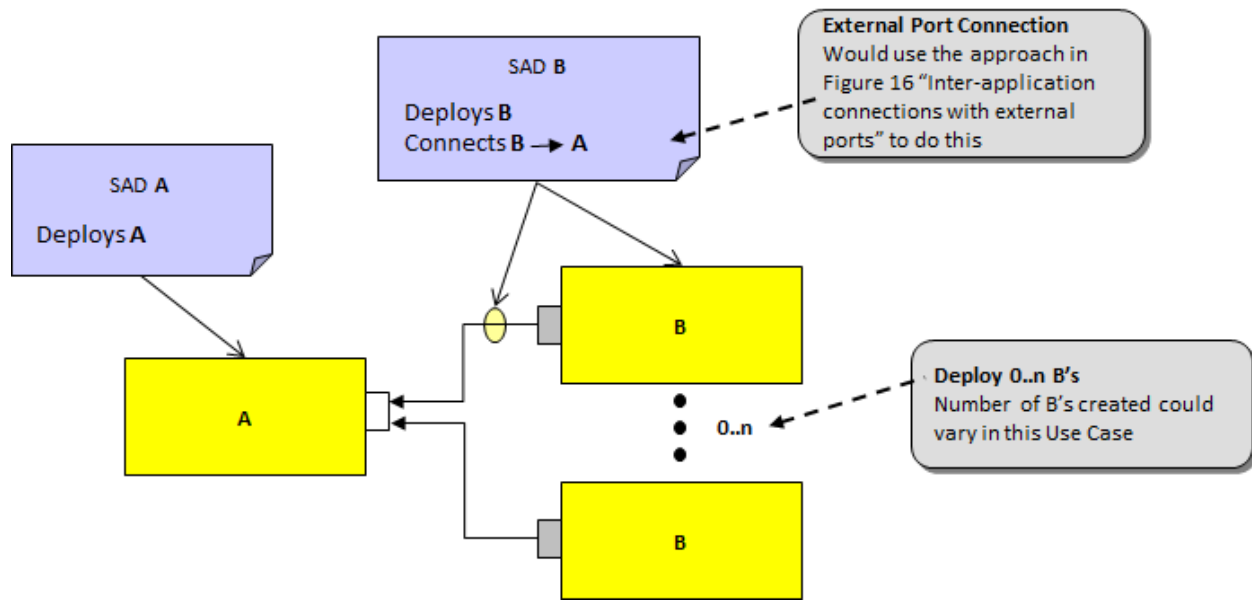 External Port Connection
Would use the approach in
Figure 16 “Inter-application
connections with external
ports” to do this
SAD B
Deploys B
Connects B → A
SAD A
Deploys A
B
A
0..n
Deploy 0..n B’s
Number of B’s created could
vary in this Use Case
B